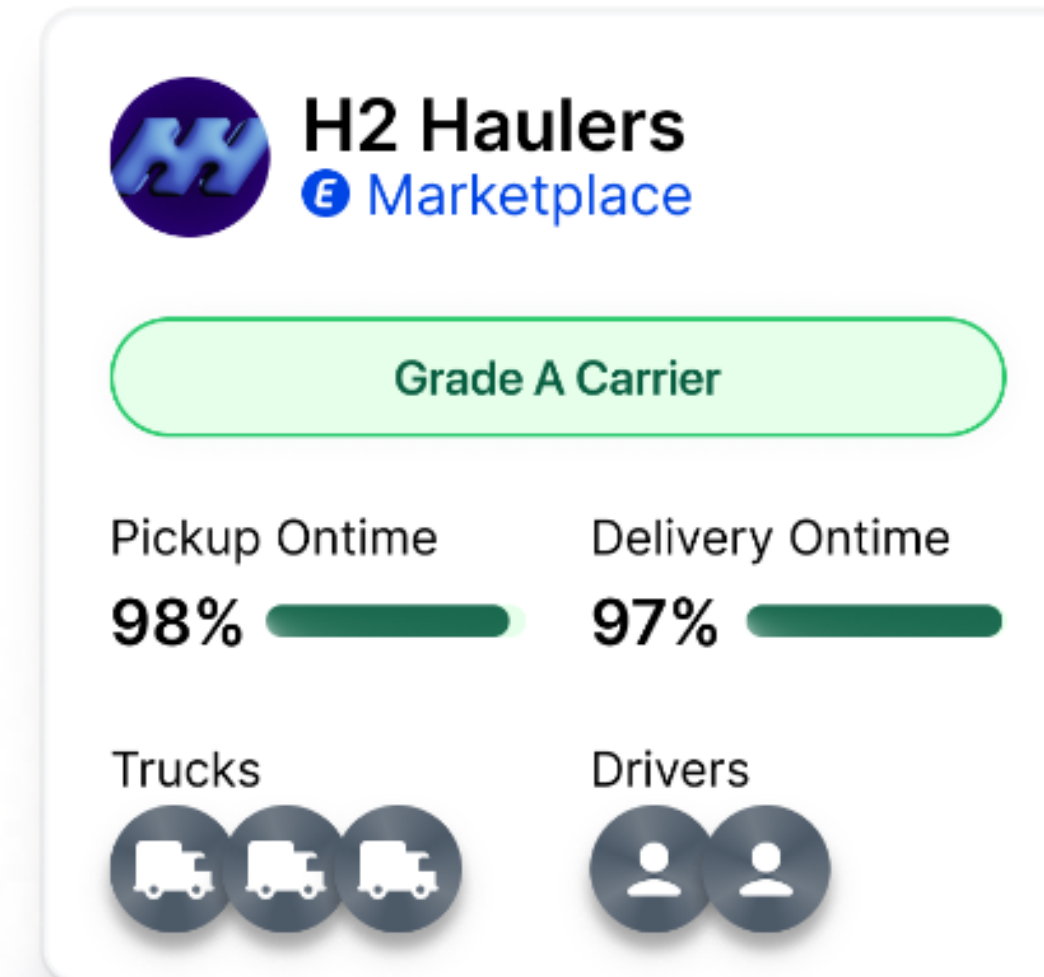 H2 Haulers
E Marketplace
Grade A Carrier
Pickup Ontime
98%
Delivery Ontime
97%
Trucks
Drivers